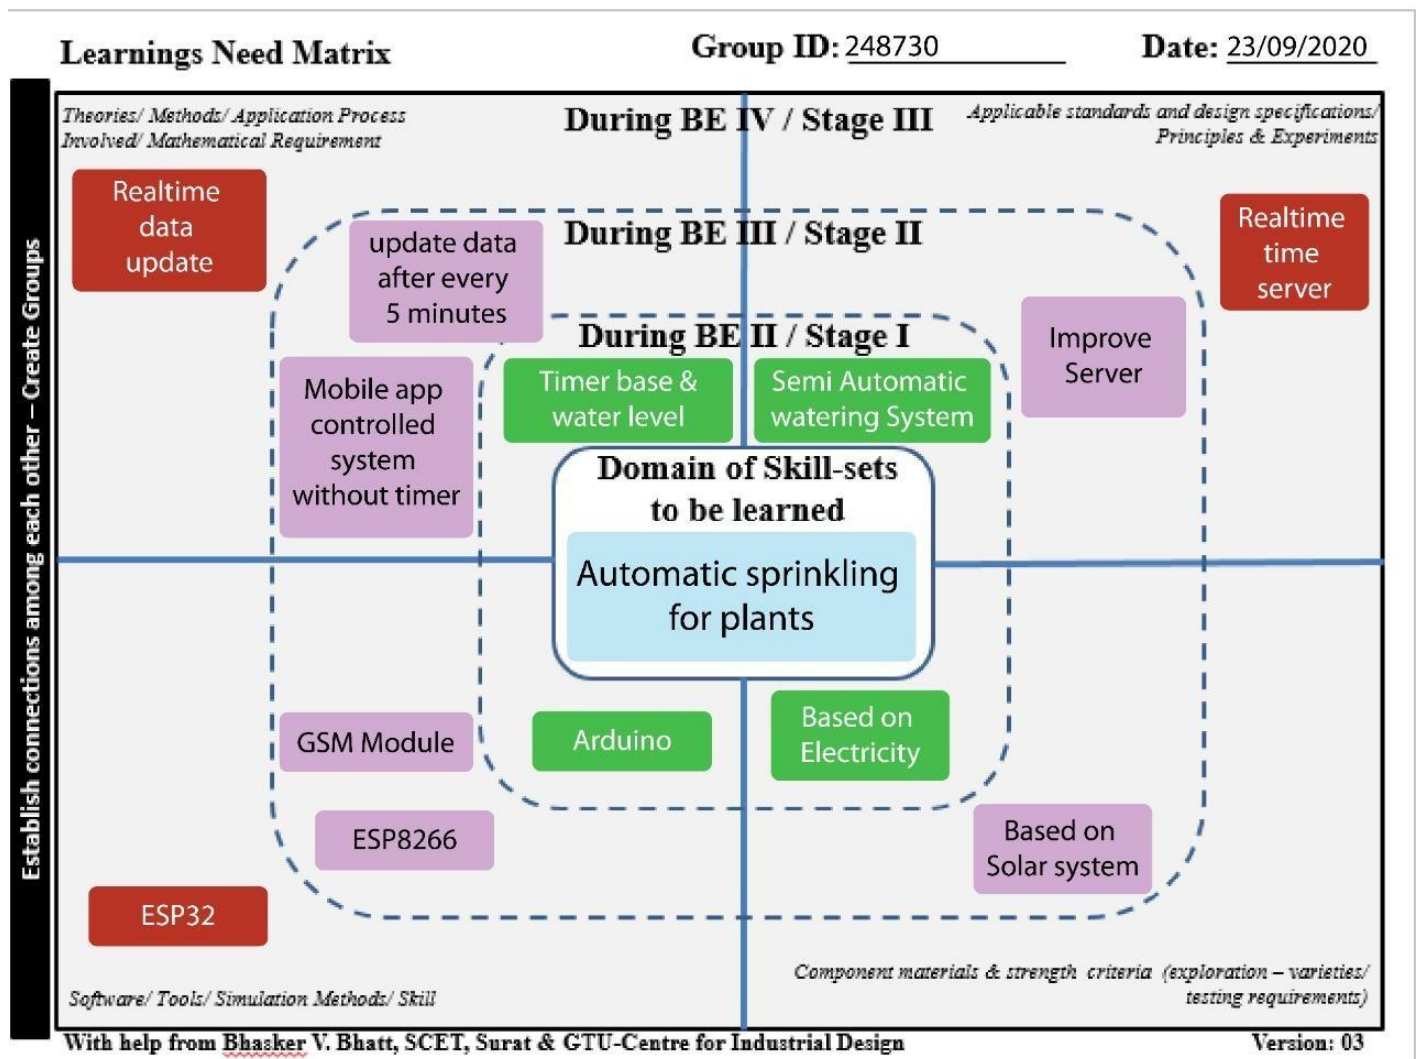 Learnings Need Matrix
Group ID: 248730
Date: 23/09/2020
Establish connections among each other – Create Groups
Theories/ Methods/ Application Process
Involved/ Mathematical Requirement
During BE IV / Stage III
Applicable standards and design specifications/
Principles & Experiments
Realtime
data
update
Realtime
time
server
During BE III / Stage II
update data
after every
5 minutes
Improve
Server
During BE II / Stage I
Mobile app
controlled
system
without timer
Timer base &
water level
Semi Automatic
watering System
Domain of Skill-sets
to be learned
Automatic sprinkling
for plants
GSM Module
Arduino
Based on
Electricity
ESP8266
Based on
Solar system
ESP32
Software/ Tools/ Simulation Methods/ Skill
Component materials & strength criteria (exploration – varieties/
testing requirements)
With help from Bhasker V. Bhatt, SCET, Surat & GTU-Centre for Industrial Design
Version: 03